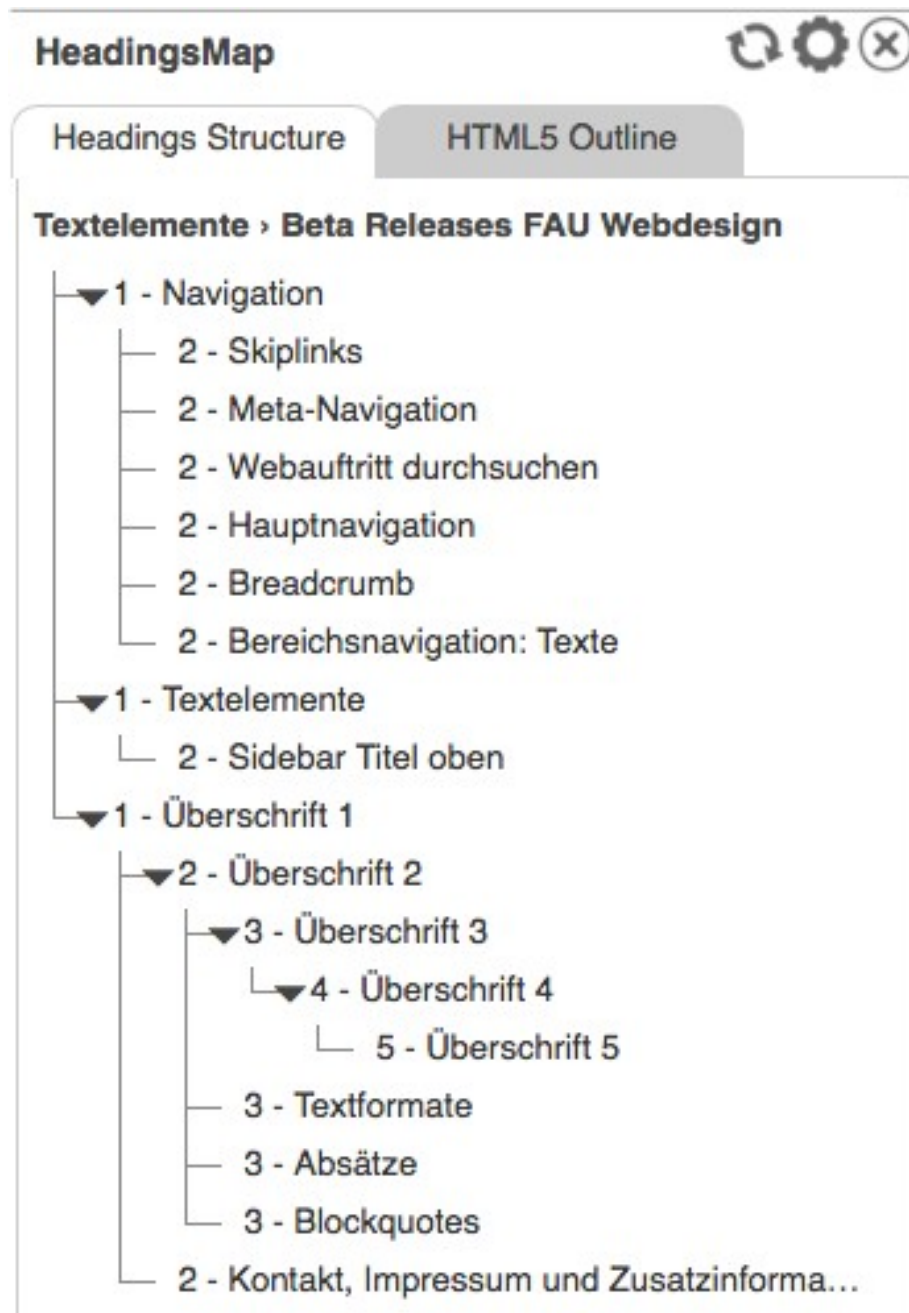 HeadingsMap
Headings Structure
HTML5 Outline
Textelemente › Beta Releases FAU Webdesign
1 - Navigation
2 - Skiplinks
2 - Meta-Navigation
2 - Webauftritt durchsuchen
2 - Hauptnavigation
2 - Breadcrumb
2 - Bereichsnavigation: Texte
1 - Textelemente
2 - Sidebar Titel oben
1 - Überschrift 1
2 - Überschrift 2
3 - Überschrift 3
4 - Überschrift 4
5 - Überschrift 5
3 - Textformate
3 - Absätze
3 - Blockquotes
2 - Kontakt, Impressum und Zusatzinforma…